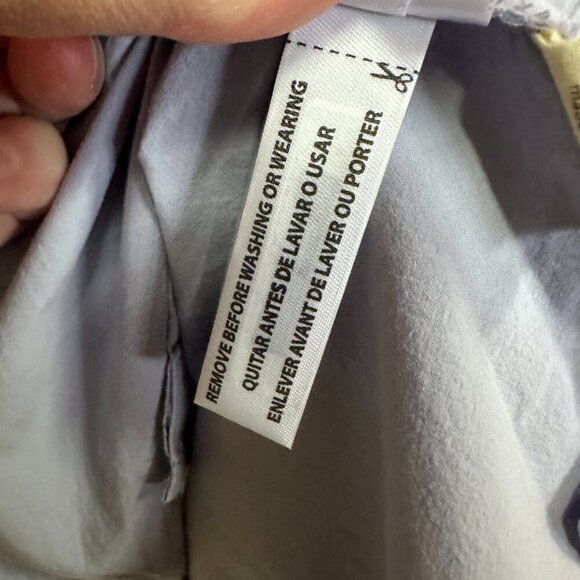 REMOVE BEFORE WASHING OR WEARING
QUITAR ANTES DE LAVAR O USAR
ENLEVER AVANT DE LAVER OU PORTER